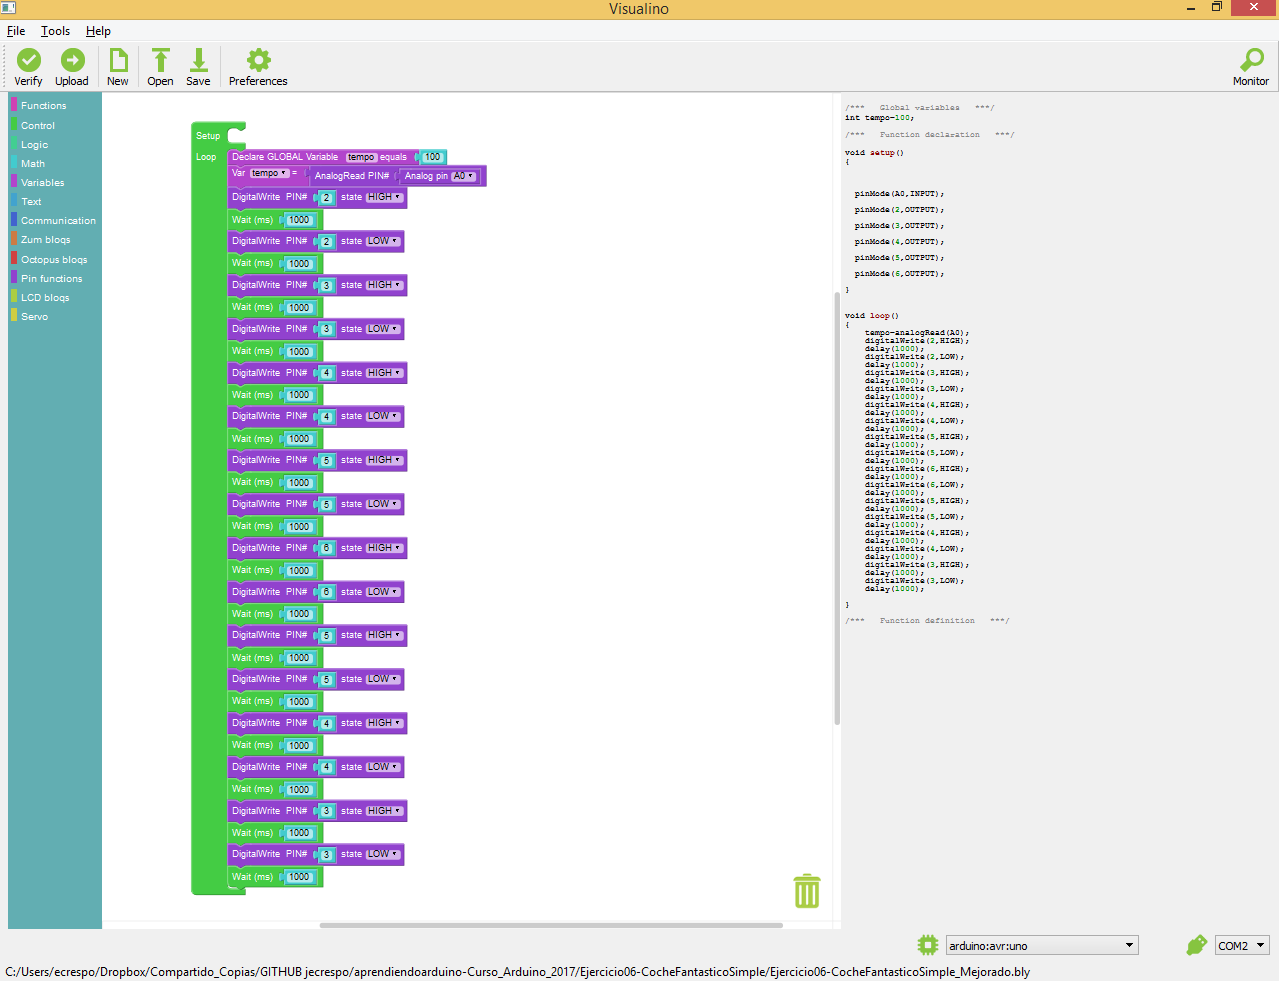 Visualino
File Tools Help
Verify Upload New Open Save Preferences Monitor
Functions
Control
Logic
Math
Variables
Text
Communication
Zum bloqs
Octopus bloqs
Pin functions
LCD bloqs
Servo
Setup
Loop Declare GLOBAL Variable tempo equals 100
Var tempo = AnalogRead PIN# Analog pin A0
DigitalWrite PIN# 2 state HIGH
Wait (ms) 1000
DigitalWrite PIN# 2 state LOW
Wait (ms) 1000
DigitalWrite PIN# 3 state HIGH
Wait (ms) 1000
DigitalWrite PIN# 3 state LOW
Wait (ms) 1000
DigitalWrite PIN# 4 state HIGH
Wait (ms) 1000
DigitalWrite PIN# 4 state LOW
Wait (ms) 1000
DigitalWrite PIN# 5 state HIGH
Wait (ms) 1000
DigitalWrite PIN# 5 state LOW
Wait (ms) 1000
DigitalWrite PIN# 6 state HIGH
Wait (ms) 1000
DigitalWrite PIN# 6 state LOW
Wait (ms) 1000
DigitalWrite PIN# 5 state HIGH
Wait (ms) 1000
DigitalWrite PIN# 5 state LOW
Wait (ms) 1000
DigitalWrite PIN# 4 state HIGH
Wait (ms) 1000
DigitalWrite PIN# 4 state LOW
Wait (ms) 1000
DigitalWrite PIN# 3 state HIGH
Wait (ms) 1000
DigitalWrite PIN# 3 state LOW
Wait (ms) 1000
/*** Global variables ***/
int tempo=100;
/*** Function declaration ***/
void setup()
{
pinMode(A0,INPUT);
pinMode(2,OUTPUT);
pinMode(3,OUTPUT);
pinMode(4,OUTPUT);
pinMode(5,OUTPUT);
pinMode(6,OUTPUT);
}
void loop()
{
tempo=analogRead(A0);
digitalWrite(2,HIGH);
delay(1000);
digitalWrite(2,LOW);
delay(1000);
digitalWrite(3,HIGH);
delay(1000);
digitalWrite(3,LOW);
delay(1000);
digitalWrite(4,HIGH);
delay(1000);
digitalWrite(4,LOW);
delay(1000);
digitalWrite(5,HIGH);
delay(1000);
digitalWrite(5,LOW);
delay(1000);
digitalWrite(6,HIGH);
delay(1000);
digitalWrite(6,LOW);
delay(1000);
digitalWrite(5,HIGH);
delay(1000);
digitalWrite(5,LOW);
delay(1000);
digitalWrite(4,HIGH);
delay(1000);
digitalWrite(4,LOW);
delay(1000);
digitalWrite(3,HIGH);
delay(1000);
digitalWrite(3,LOW);
delay(1000);
}
/*** Function definition ***/
arduino:avr:uno COM2
C:/Users/ecrespo/Dropbox/Compartido_Copias/GITHUB jecrespo/aprendiendoarduino-Curso_Arduino_2017/Ejercicio06-CocheFantasticoSimple/Ejercicio06-CocheFantasticoSimple_Mejorado.bly